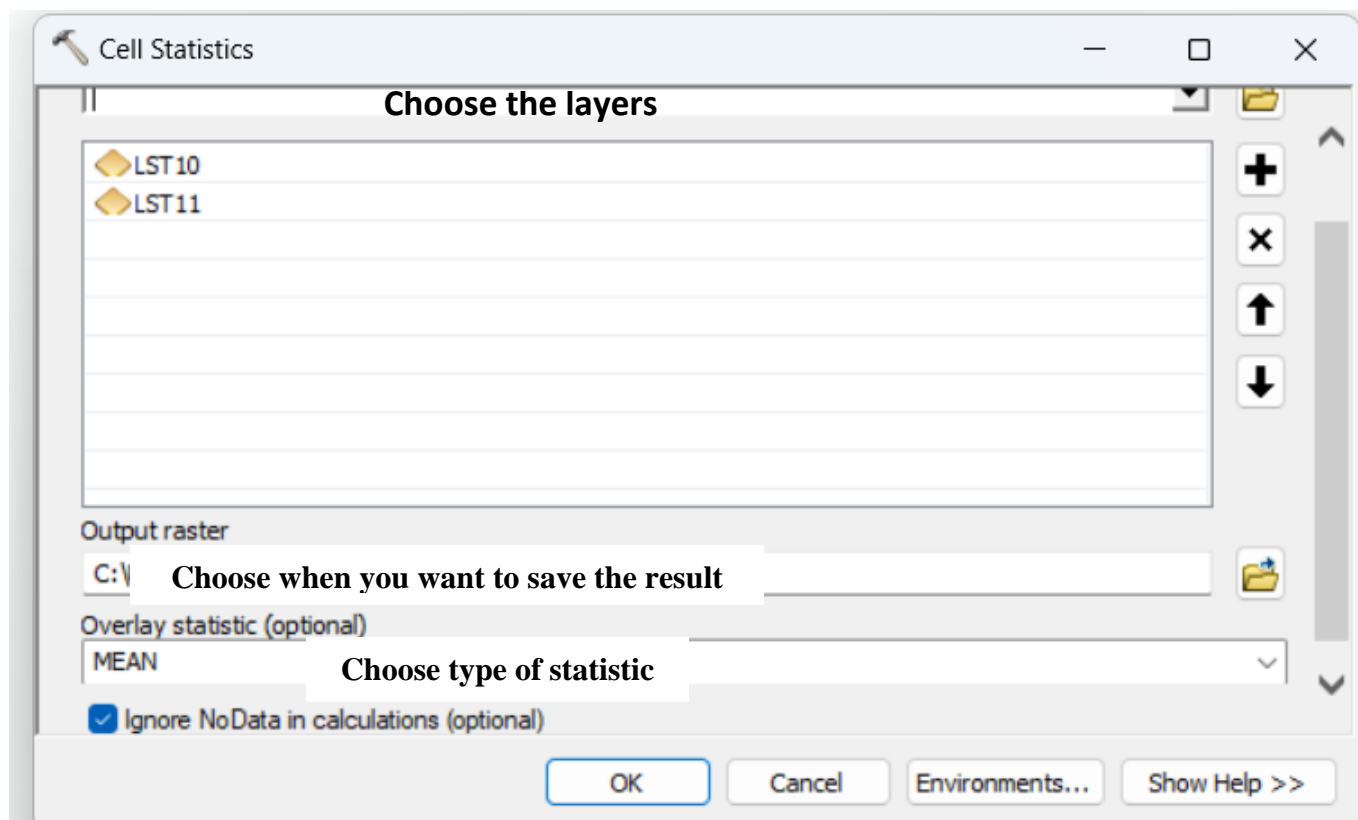 Cell Statistics
Choose the layers
LST10
LST11
Output raster
C:\
Choose when you want to save the result
Overlay statistic (optional)
MEAN
Choose type of statistic
Ignore NoData in calculations (optional)
OK Cancel Environments... Show Help >>